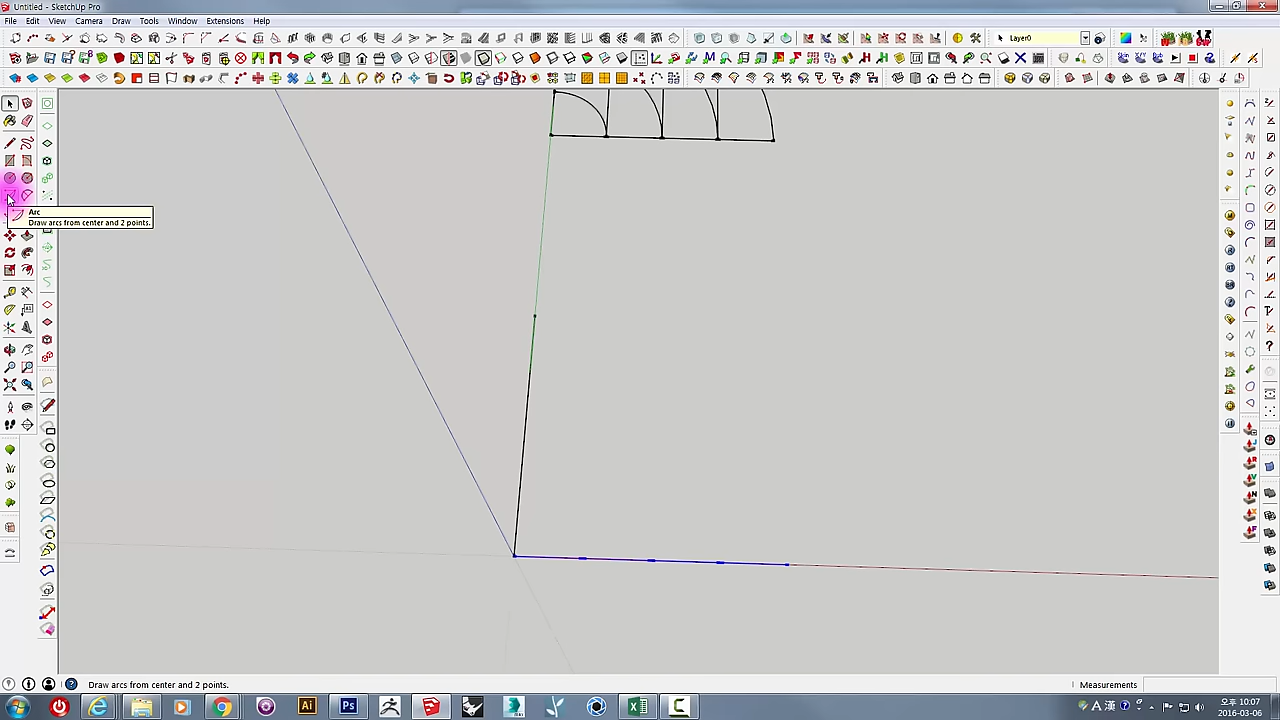 Untitled - SketchUp Pro
File Edit View Camera Draw Tools Window Extensions Help
Layer0
Arc
Draw arcs from center and 2 points.
Draw arcs from center and 2 points.
Measurements
오후 10:07
2016-03-06